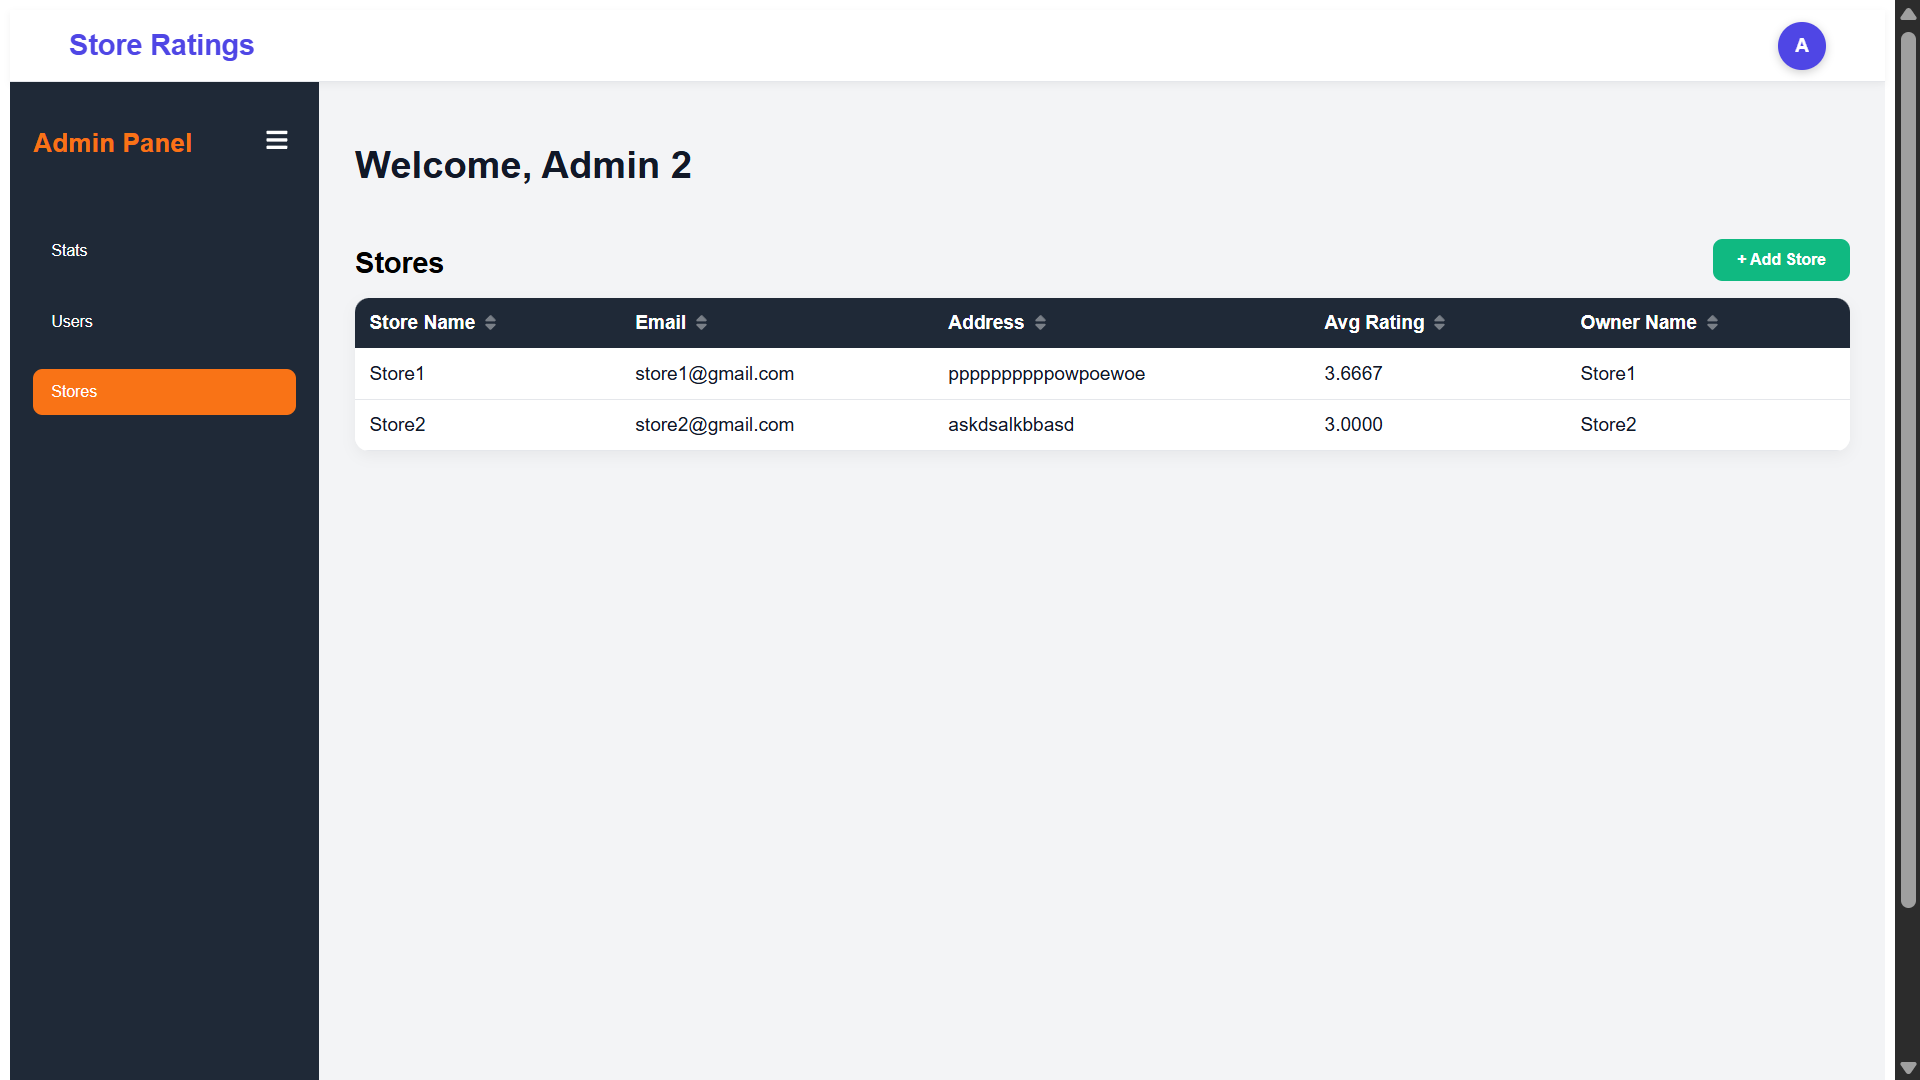 Store Ratings
A
Admin Panel
Stats
Users
Stores
Welcome, Admin 2
Stores
+ Add Store
Store Name Email Address Avg Rating Owner Name
Store1 store1@gmail.com ppppppppppowpoewoe 3.6667 Store1
Store2 store2@gmail.com askdsalkbbasd 3.0000 Store2